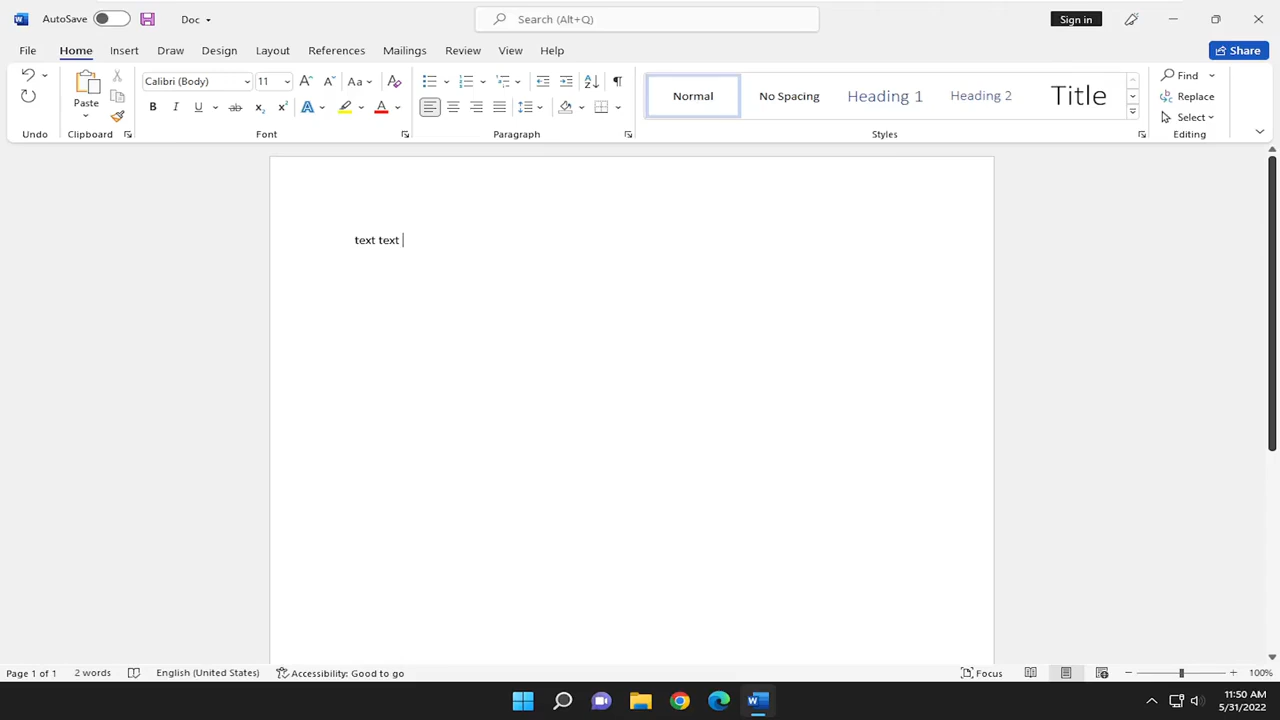 AutoSave Doc Search (Alt+Q) Sign in
File Home Insert Draw Design Layout References Mailings Review View Help Share
Calibri (Body) 11 Aa Find
Paste Normal No Spacing Heading 1 Heading 2 Title Replace
Select
Undo Clipboard Font Paragraph Styles Editing
text text
Page 1 of 1 2 words English (United States) Accessibility: Good to go Focus 100%
11:50 AM
5/31/2022